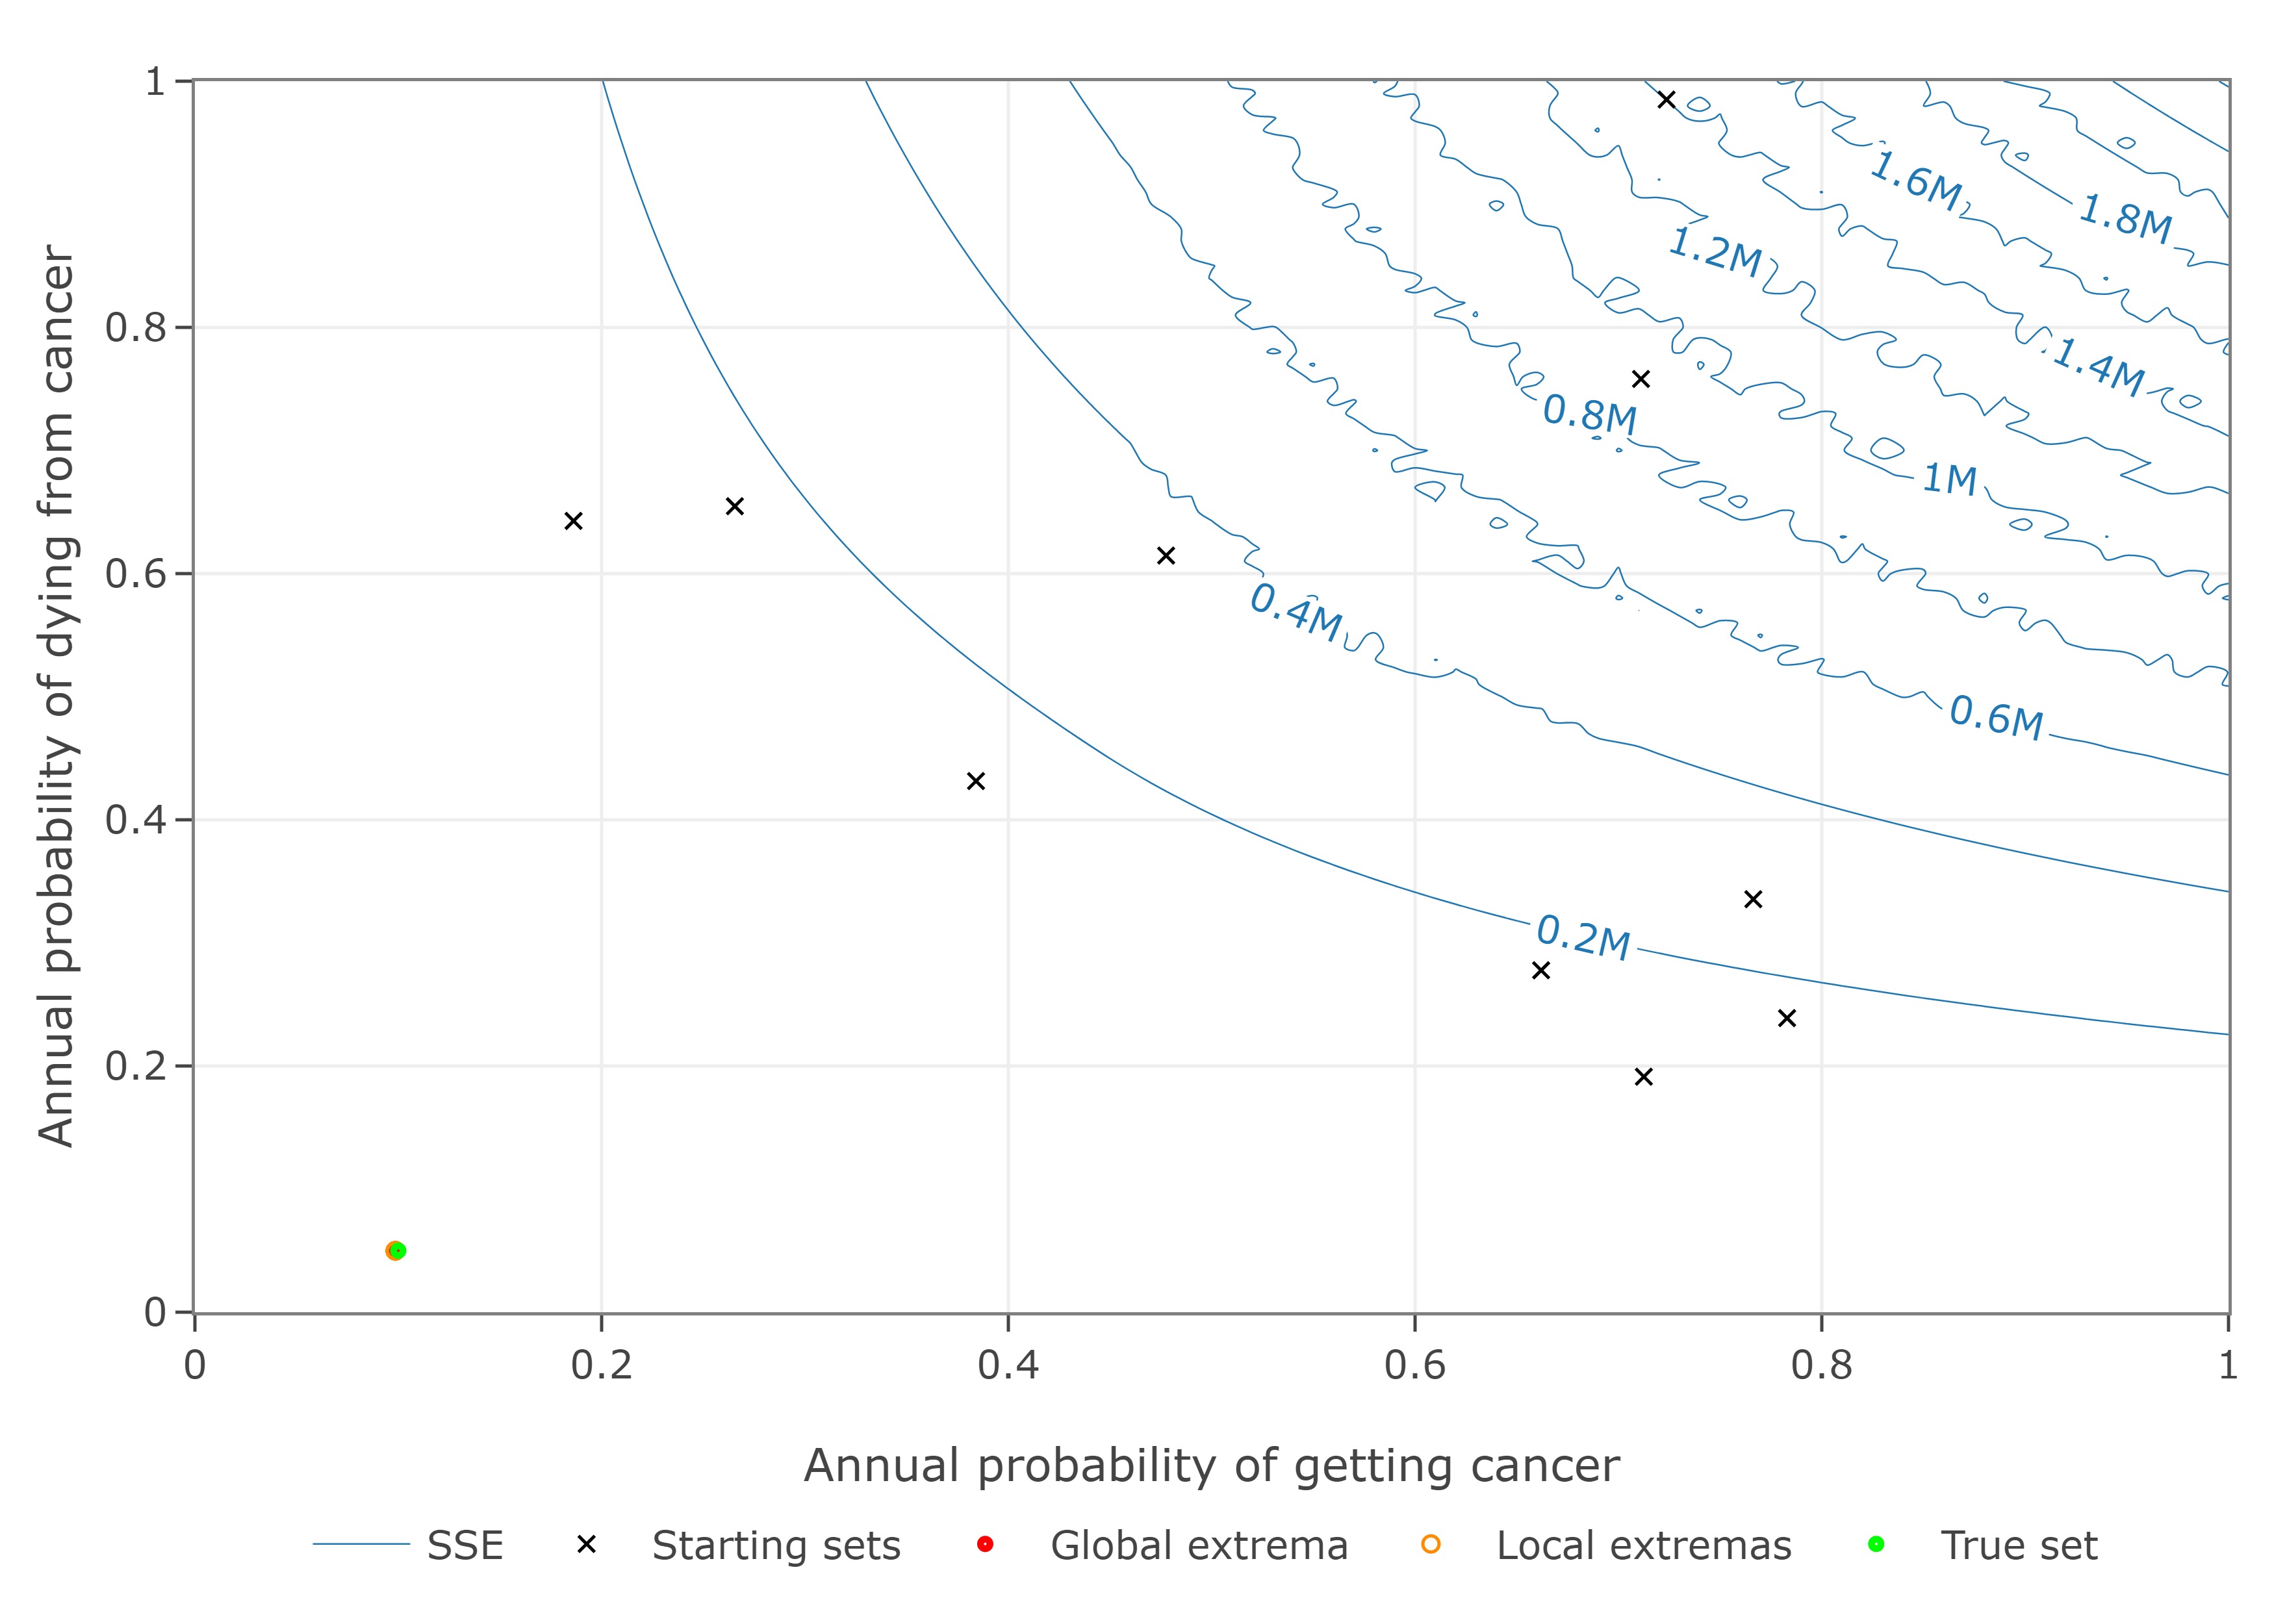 1
0.8
0.6
0.4
0.2
0
Annual probability of dying from cancer
1.6M
1.8M
1.2M
1.4M
0.8M
1M
0.4M
0.6M
0.2M
0
0.2
0.4
0.6
0.8
1
Annual probability of getting cancer
SSE
Starting sets
Global extrema
Local extremas
True set